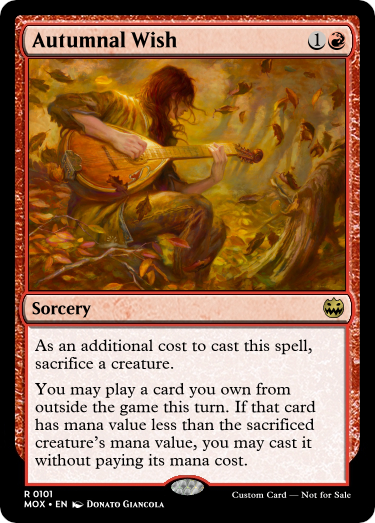 Autumnal Wish 1
Sorcery
As an additional cost to cast this spell,
sacrifice a creature.
You may play a card you own from
outside the game this turn. If that card
has mana value less than the sacrificed
creature's mana value, you may cast it
without paying its mana cost.
R 0101
MOX • EN Donato Giancola
Custom Card — Not for Sale